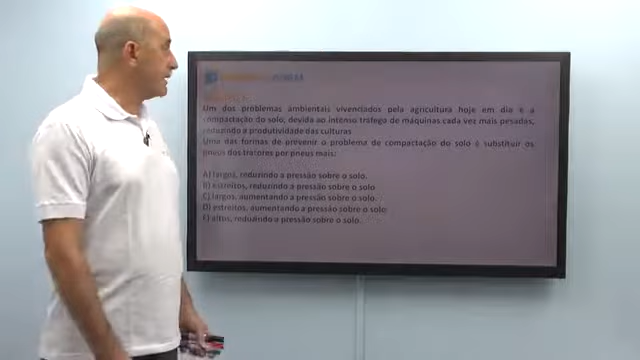 Um dos problemas ambientais vivenciados pela agricultura hoje em dia é a
compactação do solo, devida ao intenso tráfego de máquinas cada vez mais pesadas,
reduzindo a produtividade das culturas
Uma das formas de prevenir o problema de compactação do solo é substituir os
pneus dos tratores por pneus mais:
A) largos, reduzindo a pressão sobre o solo.
B) estreitos, reduzindo a pressão sobre o solo
C) largos, aumentando a pressão sobre o solo.
D) estreitos, aumentando a pressão sobre o solo
E) altos, reduzindo a pressão sobre o solo.